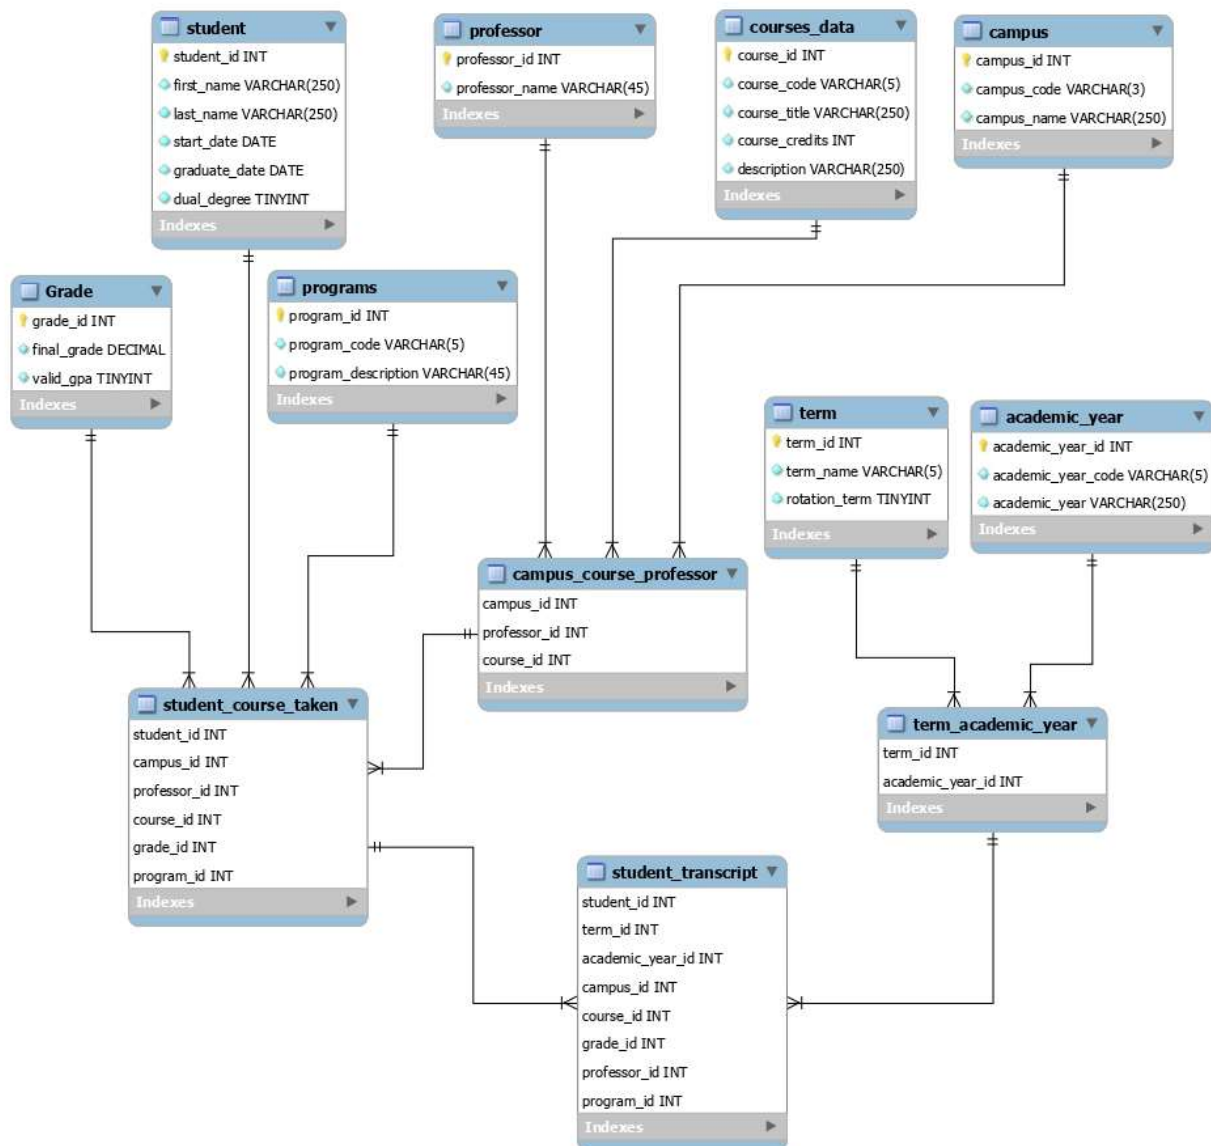 student
student_id INT
first_name VARCHAR(250)
last_name VARCHAR(250)
start_date DATE
graduate_date DATE
dual_degree TINYINT
Indexes
professor
professor_id INT
professor_name VARCHAR(45)
Indexes
courses_data
course_id INT
course_code VARCHAR(5)
course_title VARCHAR(250)
course_credits INT
description VARCHAR(250)
Indexes
campus
campus_id INT
campus_code VARCHAR(3)
campus_name VARCHAR(250)
Indexes
Grade
grade_id INT
final_grade DECIMAL
valid_gpa TINYINT
Indexes
programs
program_id INT
program_code VARCHAR(5)
program_description VARCHAR(45)
Indexes
term
term_id INT
term_name VARCHAR(5)
rotation_term TINYINT
Indexes
academic_year
academic_year_id INT
academic_year_code VARCHAR(5)
academic_year VARCHAR(250)
Indexes
campus_course_professor
campus_id INT
professor_id INT
course_id INT
Indexes
student_course_taken
student_id INT
campus_id INT
professor_id INT
course_id INT
grade_id INT
program_id INT
Indexes
term_academic_year
term_id INT
academic_year_id INT
Indexes
student_transcript
student_id INT
term_id INT
academic_year_id INT
campus_id INT
course_id INT
grade_id INT
professor_id INT
program_id INT
Indexes